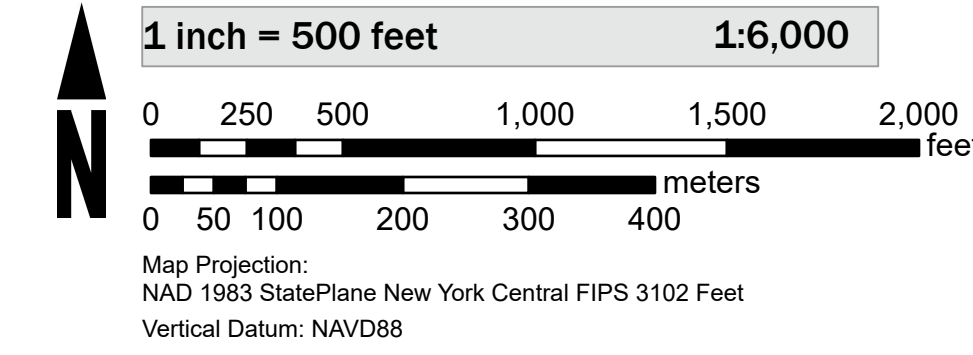 1 inch = 500 feet 1:6,000
0 250 500 1,000 1,500 2,000
feet
meters
0 50 100 200 300 400
N
Map Projection:
NAD 1983 StatePlane New York Central FIPS 3102 Feet
Vertical Datum: NAVD88